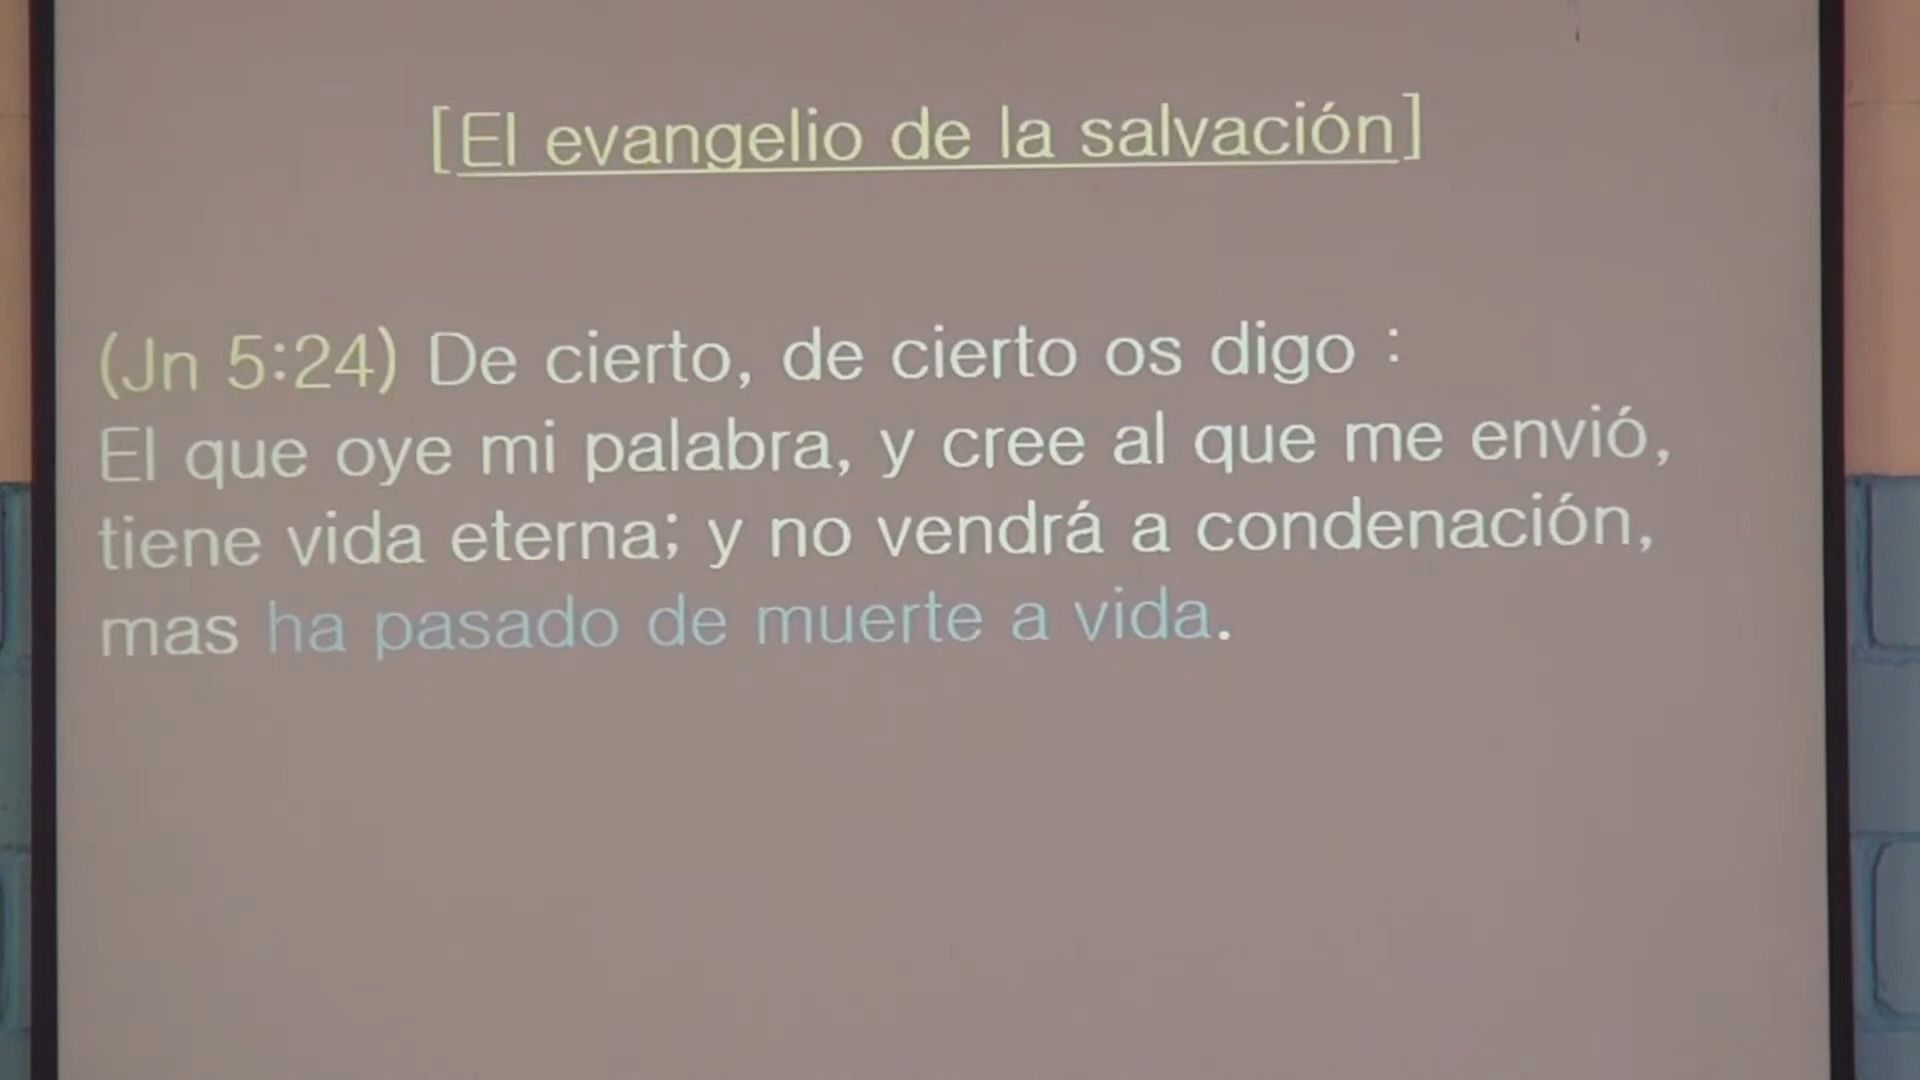 [El evangelio de la salvación]
(Jn 5:24) De cierto, de cierto os digo :
El que oye mi palabra, y cree al que me envió,
tiene vida eterna; y no vendrá a condenación,
mas ha pasado de muerte a vida.